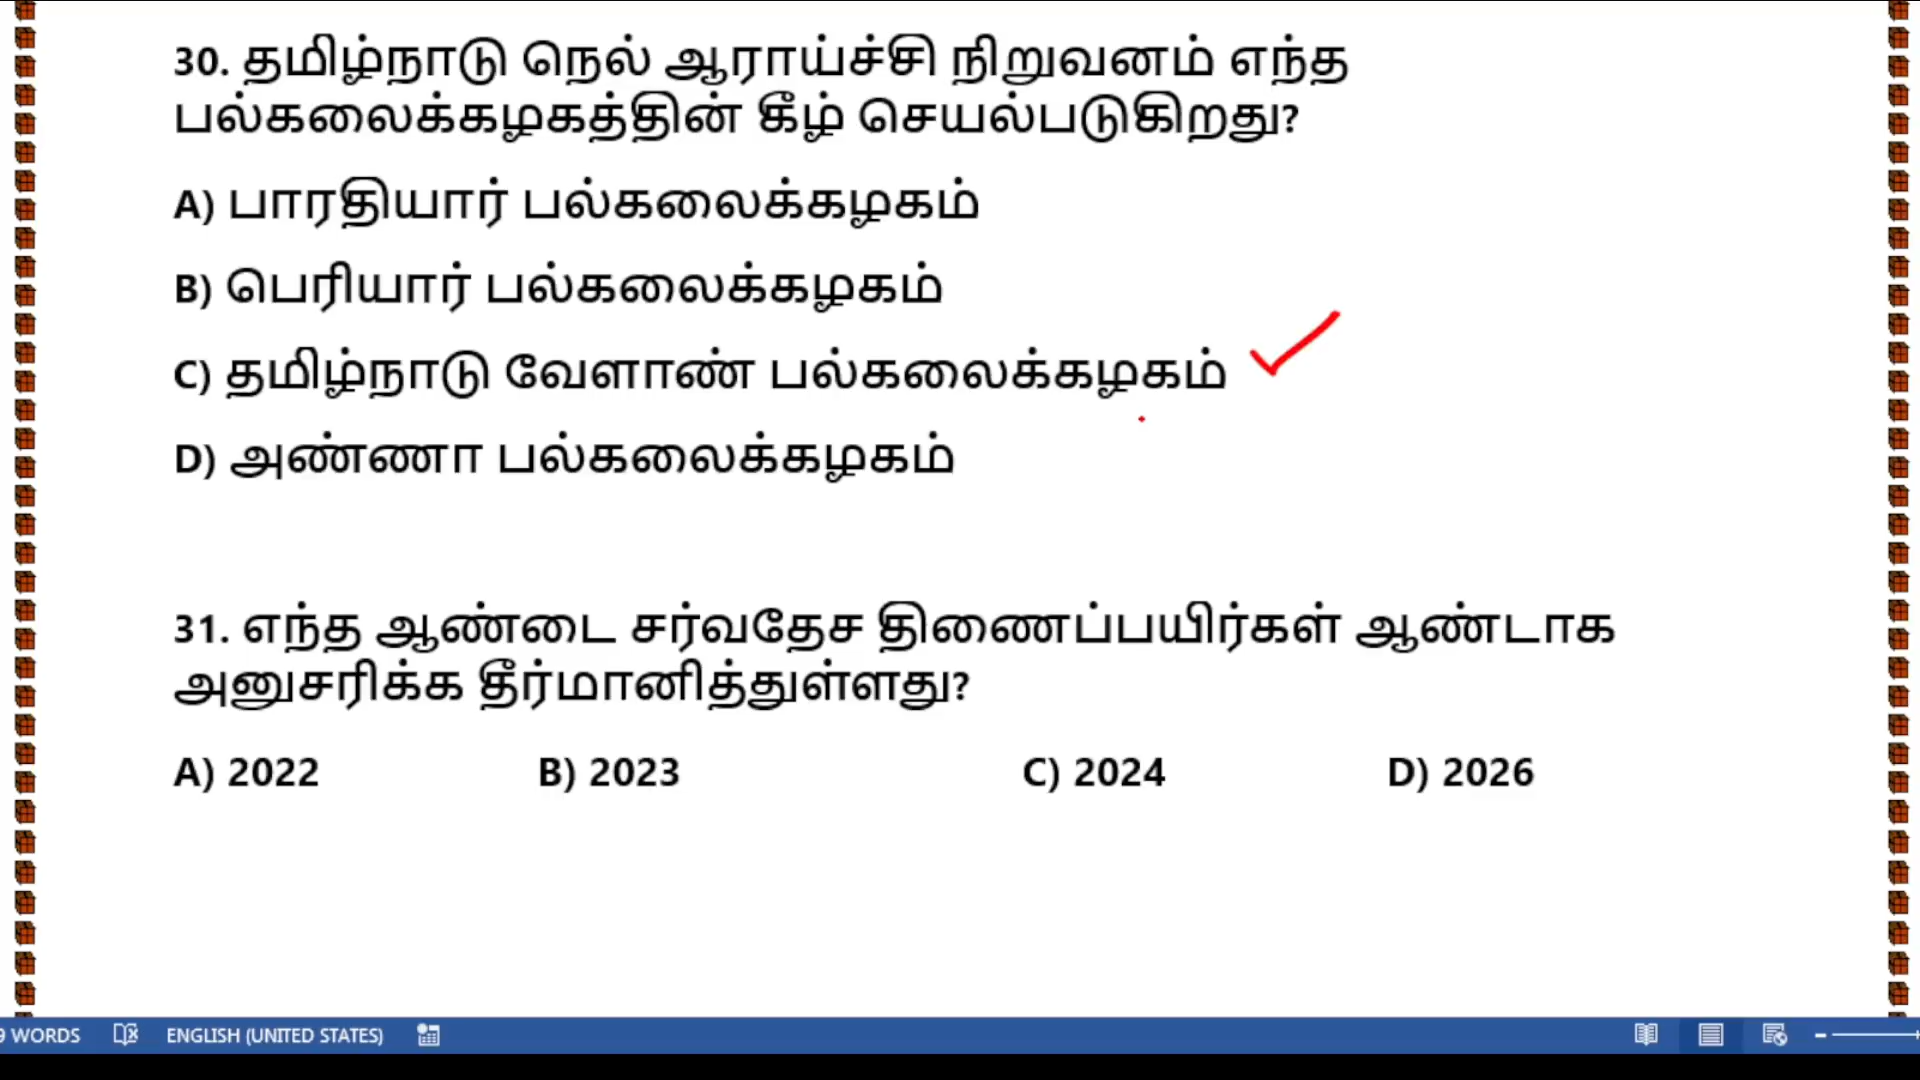 30. தமிழ்நாடு நெல் ஆராய்ச்சி நிறுவனம் எந்த
பல்கலைக்கழகத்தின் கீழ் செயல்படுகிறது?
A) பாரதியார் பல்கலைக்கழகம்
B) பெரியார் பல்கலைக்கழகம்
C) தமிழ்நாடு வேளாண் பல்கலைக்கழகம்
D) அண்ணா பல்கலைக்கழகம்
31. எந்த ஆண்டை சர்வதேச திணைப்பயிர்கள் ஆண்டாக
அனுசரிக்க தீர்மானித்துள்ளது?
A) 2022 B) 2023 C) 2024 D) 2026
9 WORDS ENGLISH (UNITED STATES)